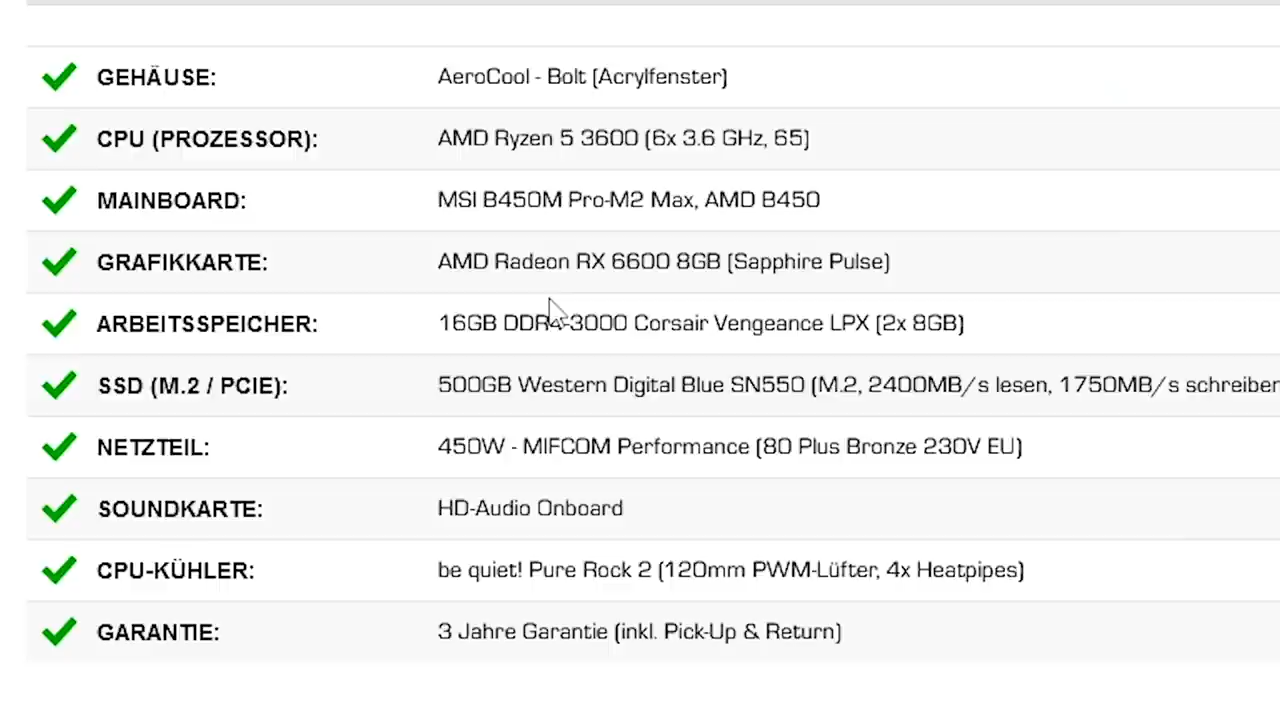 GEHÄUSE: AeroCool - Bolt (Acrylfenster)
CPU (PROZESSOR): AMD Ryzen 5 3600 (6x 3.6 GHz, 65)
MAINBOARD: MSI B450M Pro-M2 Max, AMD B450
GRAFIKKARTE: AMD Radeon RX 6600 8GB (Sapphire Pulse)
ARBEITSSPEICHER: 16GB DDR4-3000 Corsair Vengeance LPX (2x 8GB)
SSD (M.2 / PCIE): 500GB Western Digital Blue SN550 (M.2, 2400MB/s lesen, 1750MB/s schreiben
NETZTEIL: 450W - MIFCOM Performance (80 Plus Bronze 230V EU)
SOUNDKARTE: HD-Audio Onboard
CPU-KÜHLER: be quiet! Pure Rock 2 (120mm PWM-Lüfter, 4x Heatpipes)
GARANTIE: 3 Jahre Garantie (inkl. Pick-Up & Return)